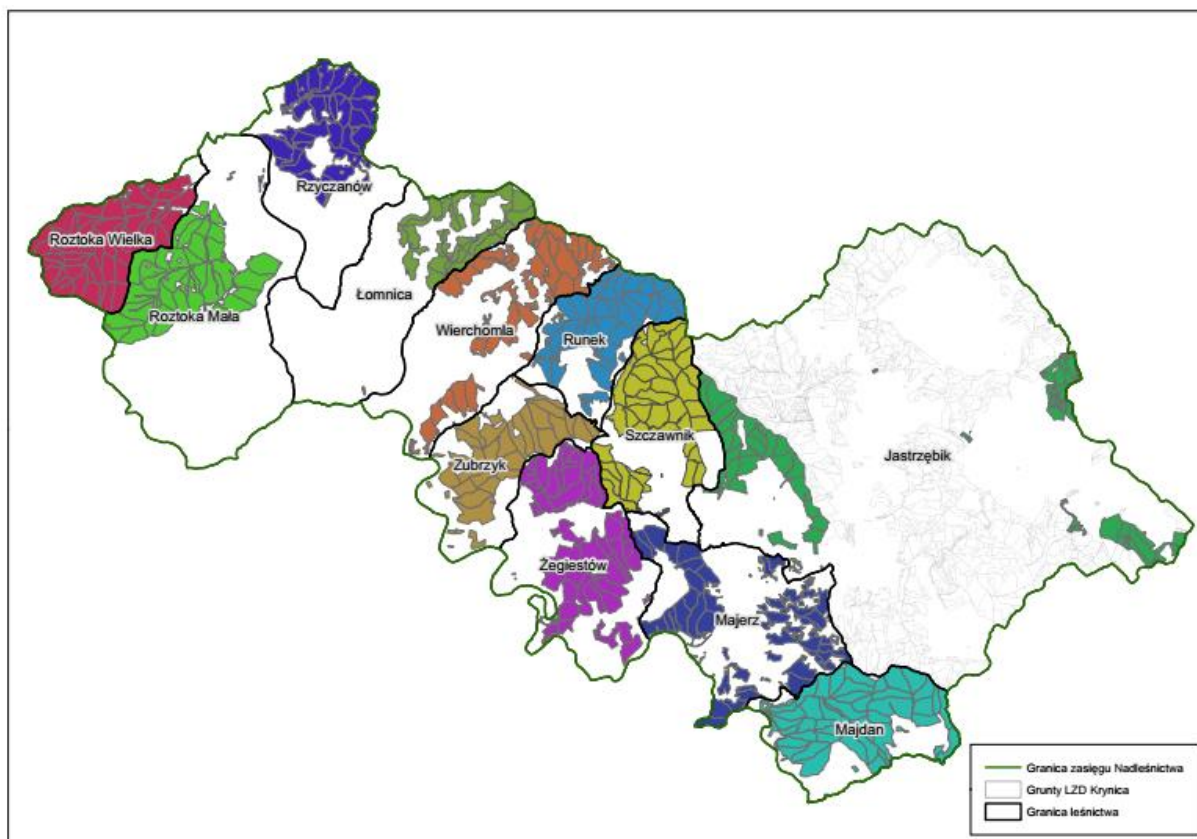 Rzyczanów
Roztoka Wielka
Łomnica
Roztoka Mała
Wierchomla
Runek
Szczawnik
Jastrzębik
Zubrzyk
Żegiestów
Majerz
Majdan
Granica zasięgu Nadleśnictwa
Grunty LZD Krynica
Granica leśnictwa